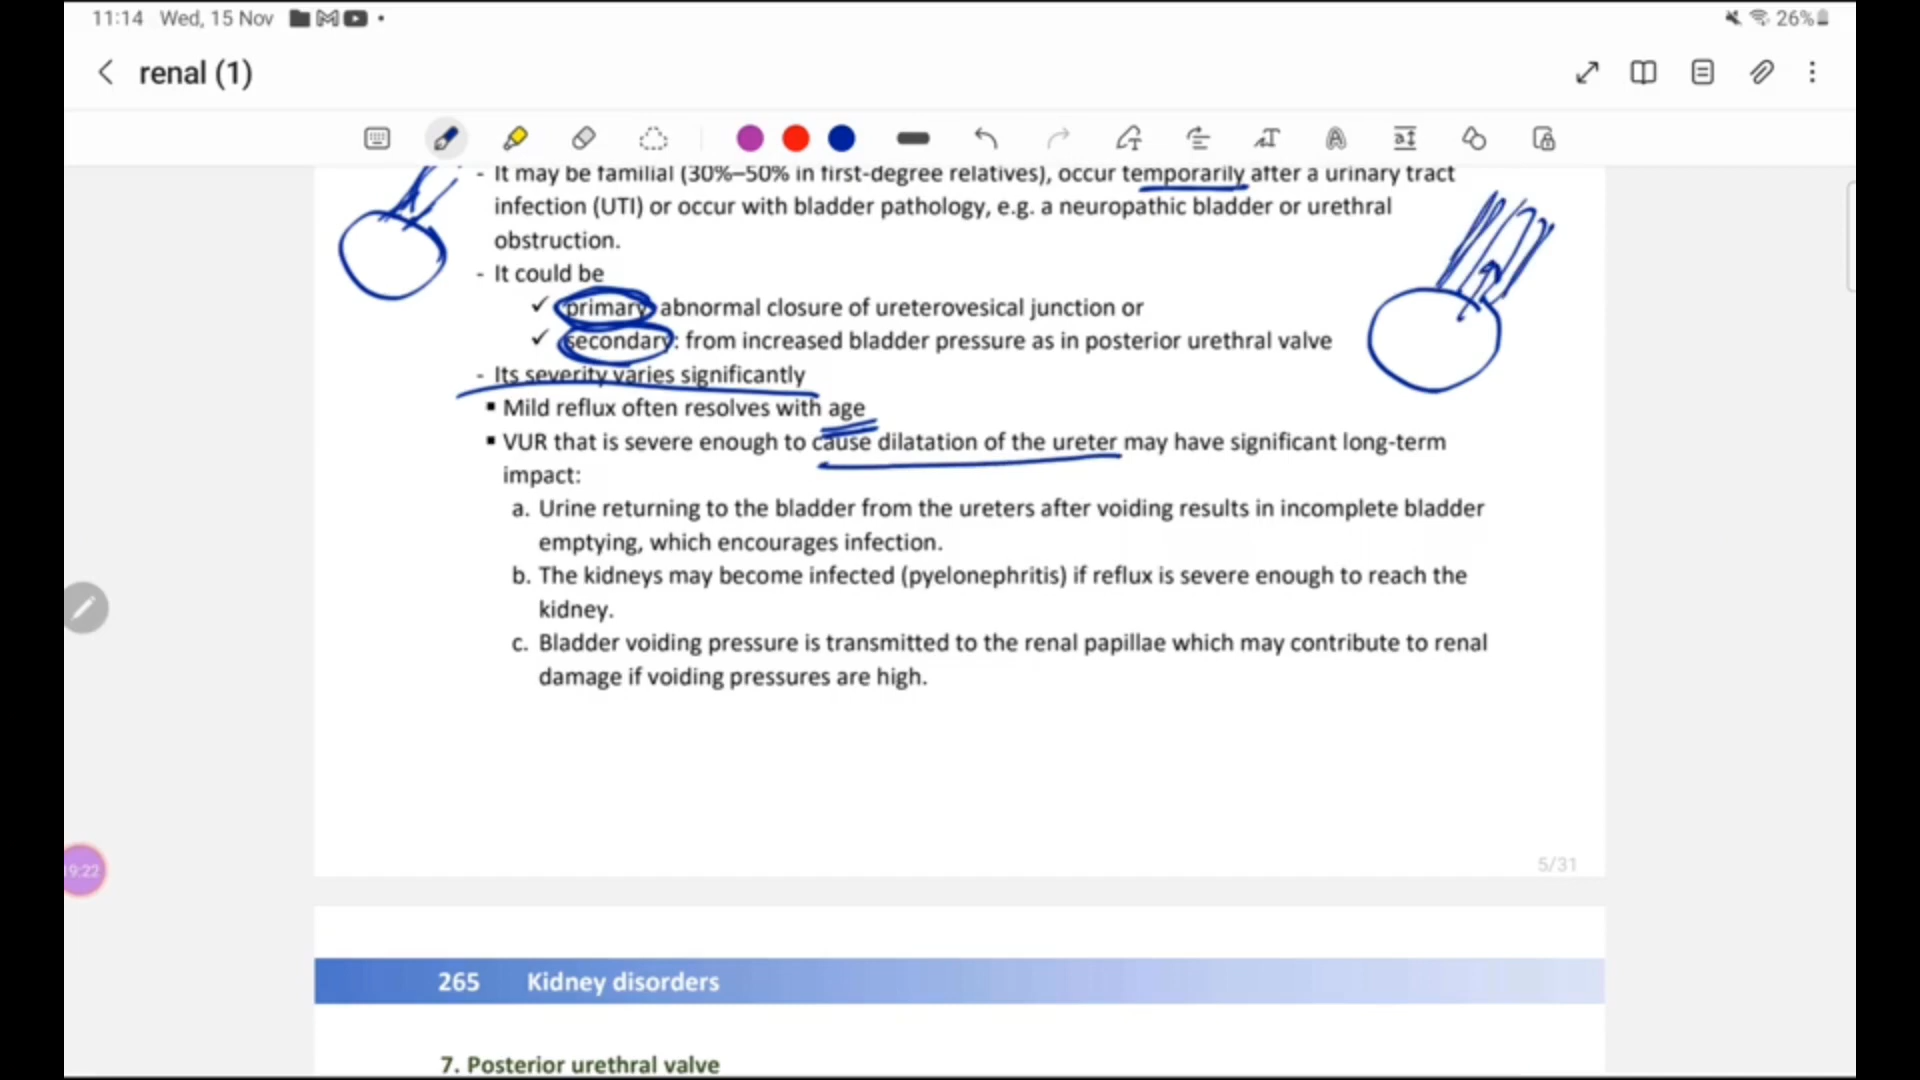 11:14 Wed, 15 Nov
26%
renal (1)
- It may be familial (30%–50% in first-degree relatives), occur temporarily after a urinary tract
infection (UTI) or occur with bladder pathology, e.g. a neuropathic bladder or urethral
obstruction.
- It could be
✓ primary abnormal closure of ureterovesical junction or
✓ secondary: from increased bladder pressure as in posterior urethral valve
- Its severity varies significantly
▪ Mild reflux often resolves with age
▪ VUR that is severe enough to cause dilatation of the ureter may have significant long-term
impact:
a. Urine returning to the bladder from the ureters after voiding results in incomplete bladder
emptying, which encourages infection.
b. The kidneys may become infected (pyelonephritis) if reflux is severe enough to reach the
kidney.
c. Bladder voiding pressure is transmitted to the renal papillae which may contribute to renal
damage if voiding pressures are high.
19:22
5/31
265 Kidney disorders
7. Posterior urethral valve